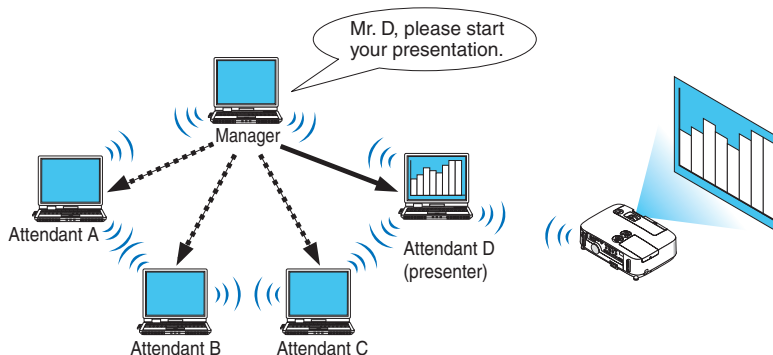 Mr. D, please start
your presentation.
Manager
Attendant A
Attendant D
(presenter)
Attendant B
Attendant C